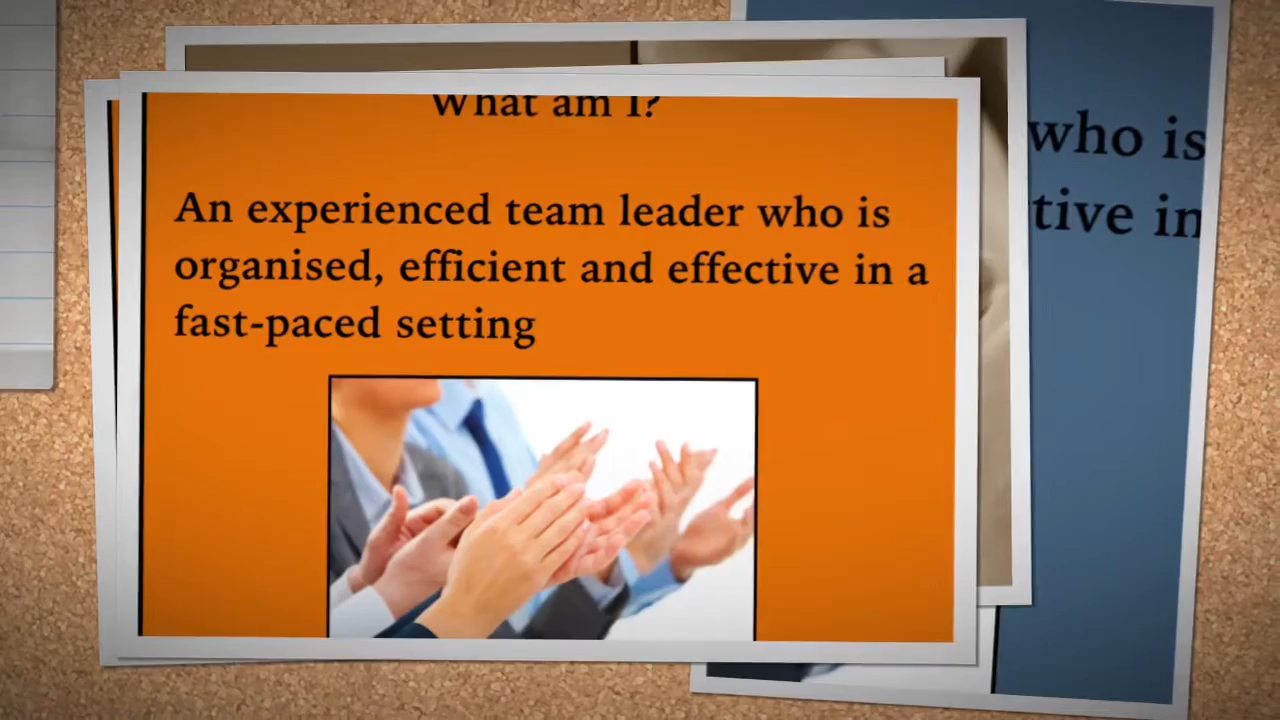 What am I?
An experienced team leader who is
organised, efficient and effective in a
fast-paced setting
who is
tive in